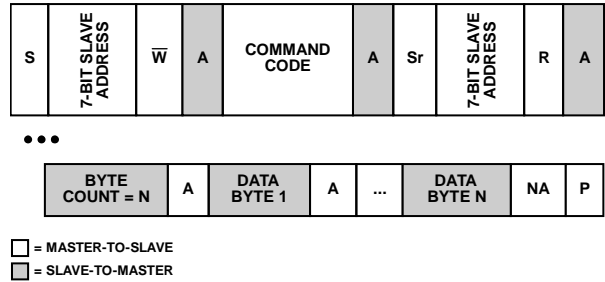 S 7-BIT SLAVE ADDRESS W̅ A COMMAND CODE A Sr 7-BIT SLAVE ADDRESS R A
•••
BYTE COUNT = N A DATA BYTE 1 A ... DATA BYTE N NA P
= MASTER-TO-SLAVE
= SLAVE-TO-MASTER